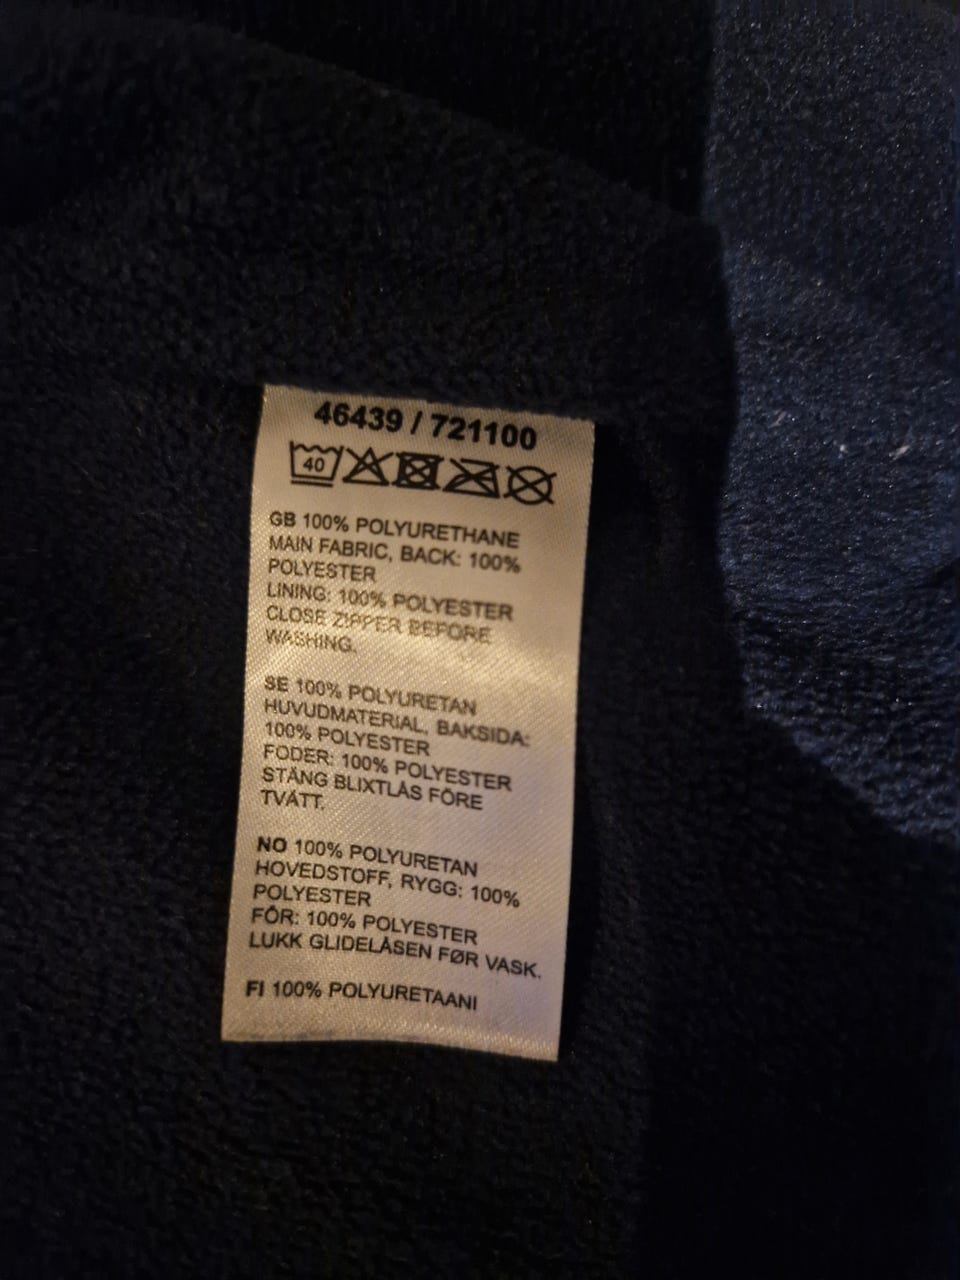 46439 / 721100
40
GB 100% POLYURETHANE
MAIN FABRIC, BACK: 100%
POLYESTER
LINING: 100% POLYESTER
CLOSE ZIPPER BEFORE
WASHING.
SE 100% POLYURETAN
HUVUDMATERIAL, BAKSIDA:
100% POLYESTER
FODER: 100% POLYESTER
STÄNG BLIXTLÅS FÖRE
TVÄTT.
NO 100% POLYURETAN
HOVEDSTOFF, RYGG: 100%
POLYESTER
FÔR: 100% POLYESTER
LUKK GLIDELÅSEN FØR VASK.
FI 100% POLYURETAANI